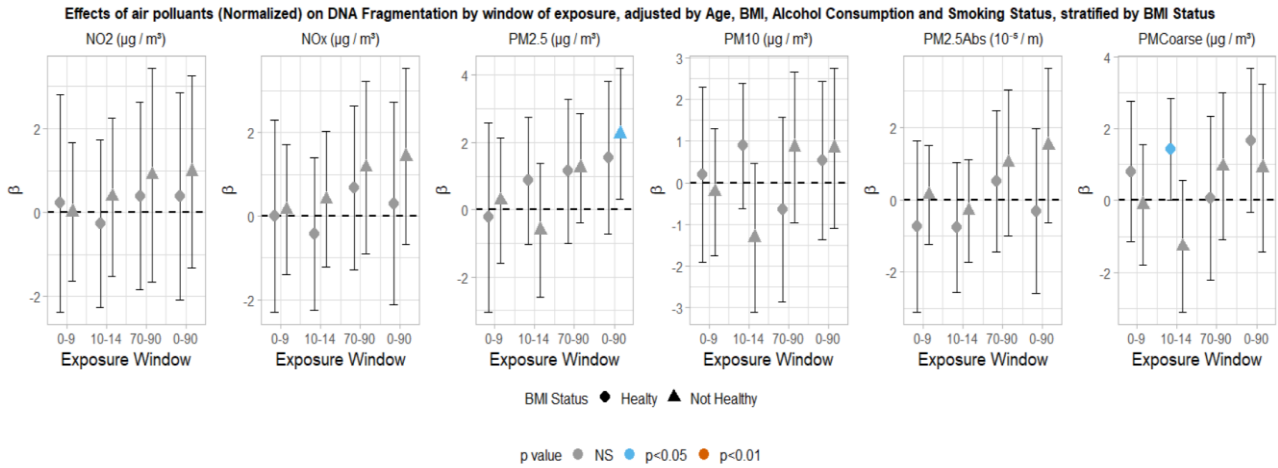 Effects of air polluants (Normalized) on DNA Fragmentation by window of exposure, adjusted by Age, BMI, Alcohol Consumption and Smoking Status, stratified by BMI Status
NO2 (µg / m³) NOx (µg / m³) PM2.5 (µg / m³) PM10 (µg / m³) PM2.5Abs (10⁻⁵ / m) PMCoarse (µg / m³)
β β β β β β
2 0 -2
2 0 -2
4 2 0 -2
3 2 1 0 -1 -2 -3
2 0 -2
4 2 0 -2
0-9 10-14 70-90 0-90 0-9 10-14 70-90 0-90 0-9 10-14 70-90 0-90 0-9 10-14 70-90 0-90 0-9 10-14 70-90 0-90 0-9 10-14 70-90 0-90
Exposure Window Exposure Window Exposure Window Exposure Window Exposure Window Exposure Window
BMI Status Healty Not Healthy
p value NS p<0.05 p<0.01